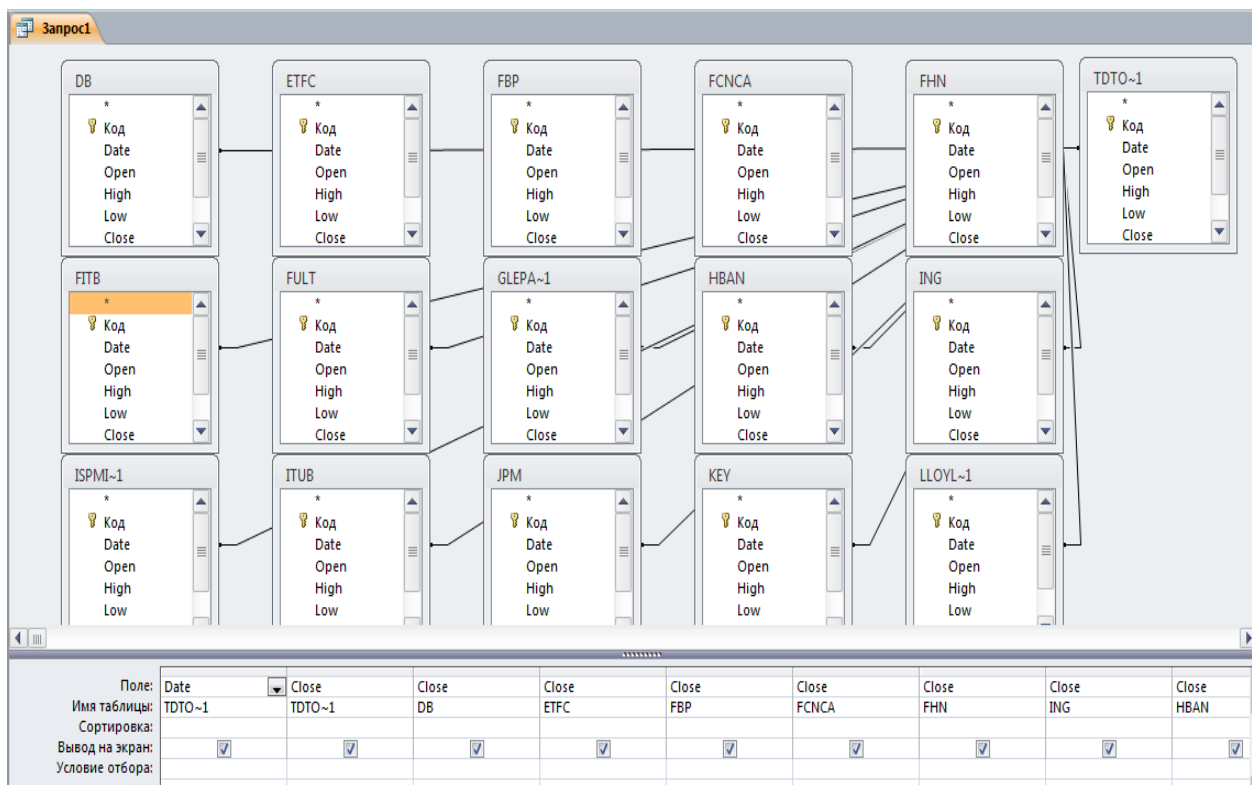 Запрос1
DB
*
Код
Date
Open
High
Low
Close
ETFC
*
Код
Date
Open
High
Low
Close
FBP
*
Код
Date
Open
High
Low
Close
FCNCA
*
Код
Date
Open
High
Low
Close
FHN
*
Код
Date
Open
High
Low
Close
TDTO~1
*
Код
Date
Open
High
Low
Close
FITB
*
Код
Date
Open
High
Low
Close
FULT
*
Код
Date
Open
High
Low
Close
GLEPA~1
*
Код
Date
Open
High
Low
Close
HBAN
*
Код
Date
Open
High
Low
Close
ING
*
Код
Date
Open
High
Low
Close
ISPMI~1
*
Код
Date
Open
High
Low
ITUB
*
Код
Date
Open
High
Low
JPM
*
Код
Date
Open
High
Low
KEY
*
Код
Date
Open
High
Low
LLOYL~1
*
Код
Date
Open
High
Low
Поле: Date Close Close Close Close Close Close Close Close
Имя таблицы: TDTO~1 TDTO~1 DB ETFC FBP FCNCA FHN ING HBAN
Сортировка:
Вывод на экран:
Условие отбора: